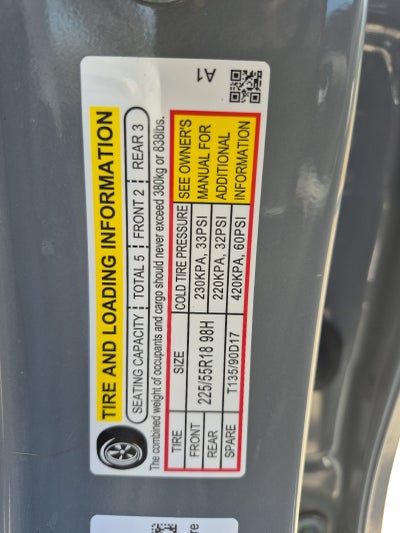 TIRE AND LOADING INFORMATION
SEATING CAPACITY TOTAL 5 FRONT 2 REAR 3
The combined weight of occupants and cargo should never exceed 380kg or 838lbs.
TIRE SIZE COLD TIRE PRESSURE SEE OWNER'S
FRONT 225/55R18 98H 230KPA, 33PSI MANUAL FOR
REAR 220KPA, 32PSI ADDITIONAL
SPARE T135/90D17 420KPA, 60PSI INFORMATION
A1